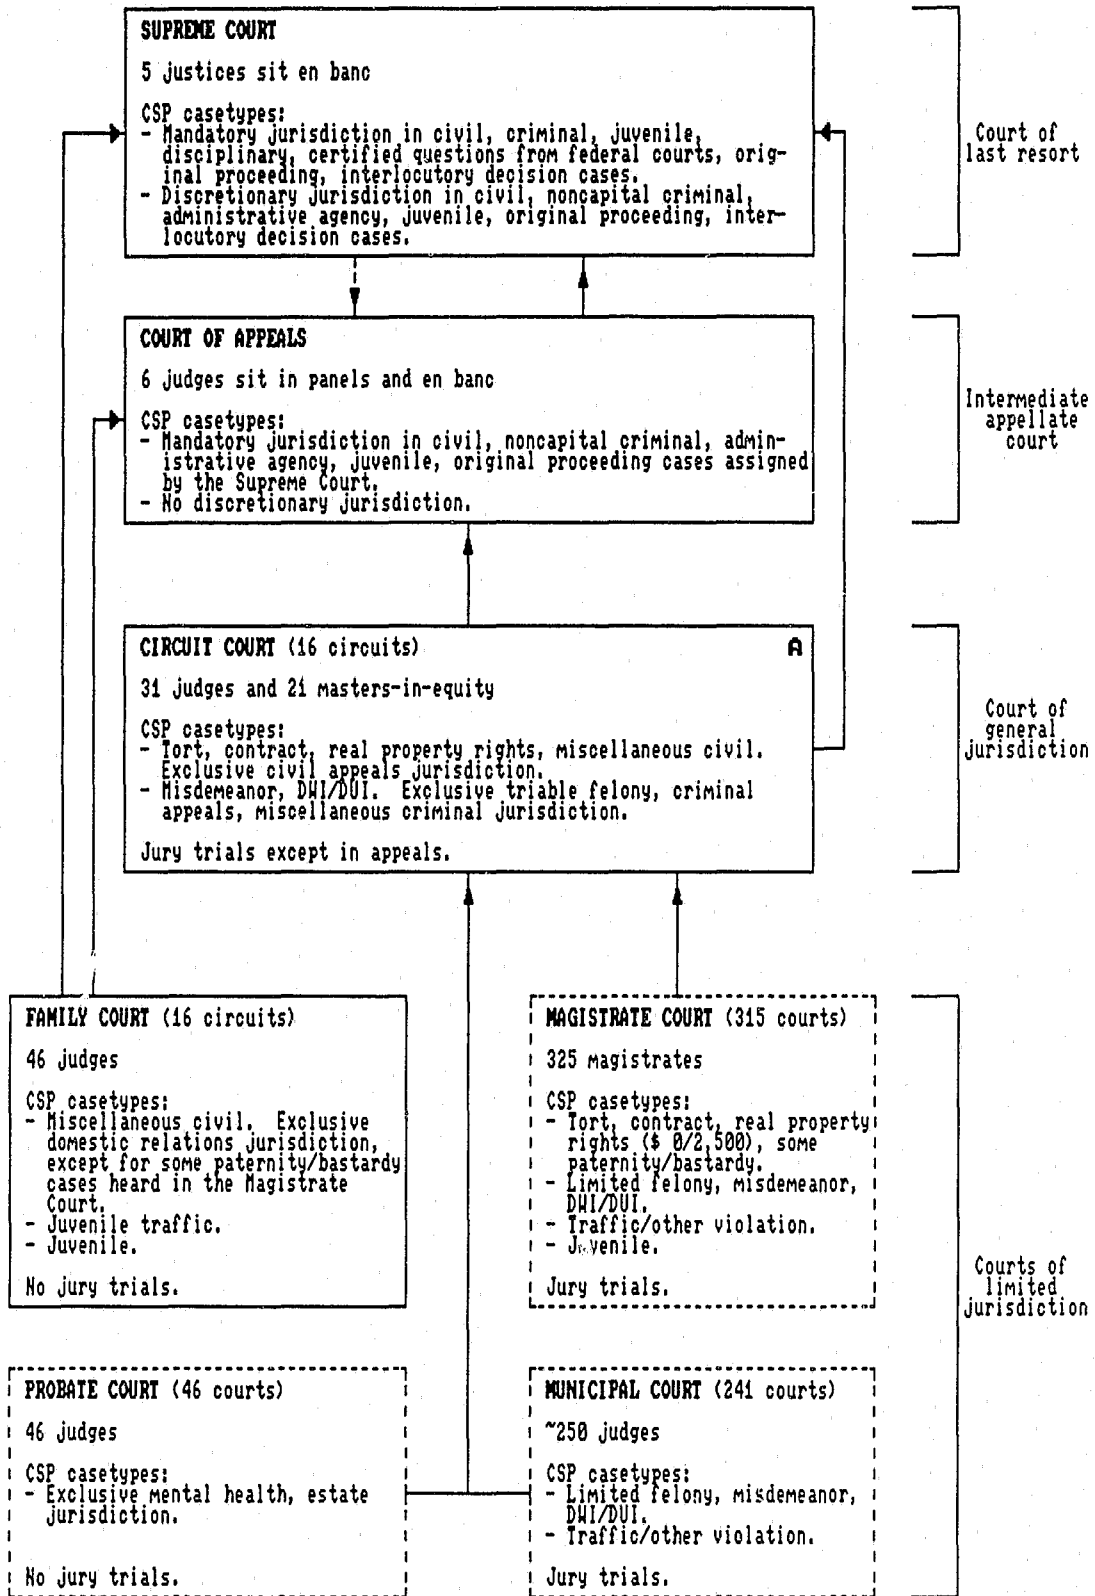 SUPREME COURT
5 justices sit en banc
CSP casetypes:
- Mandatory jurisdiction in civil, criminal, juvenile,
disciplinary, certified questions from federal courts, orig-
inal proceeding, interlocutory decision cases.
- Discretionary jurisdiction in civil, noncapital criminal,
administrative agency, juvenile, original proceeding, inter-
locutory decision cases.
Court of
last resort
COURT OF APPEALS
6 judges sit in panels and en banc
CSP casetypes:
- Mandatory jurisdiction in civil, noncapital criminal, admin-
istrative agency, juvenile, original proceeding cases assigned
by the Supreme Court.
- No discretionary jurisdiction.
Intermediate
appellate
court
CIRCUIT COURT (16 circuits) A
31 judges and 21 masters-in-equity
CSP casetypes:
- Tort, contract, real property rights, miscellaneous civil.
Exclusive civil appeals jurisdiction.
- Misdemeanor, DWI/DUI. Exclusive triable felony, criminal
appeals, miscellaneous criminal jurisdiction.
Jury trials except in appeals.
Court of
general
jurisdiction
FAMILY COURT (16 circuits)
46 judges
CSP casetypes:
- Miscellaneous civil. Exclusive
domestic relations jurisdiction,
except for some paternity/bastardy
cases heard in the Magistrate
Court.
- Juvenile traffic.
- Juvenile.
No jury trials.
MAGISTRATE COURT (315 courts)
325 magistrates
CSP casetypes:
- Tort, contract, real property
rights ($ 0/2,500), some
paternity/bastardy.
- Limited felony, misdemeanor,
DWI/DUI.
- Traffic/other violation.
- Juvenile.
Jury trials.
Courts of
limited
jurisdiction
PROBATE COURT (46 courts)
46 judges
CSP casetypes:
- Exclusive mental health, estate
jurisdiction.
No jury trials.
MUNICIPAL COURT (241 courts)
~250 judges
CSP casetypes:
- Limited felony, misdemeanor,
DWI/DUI.
- Traffic/other violation.
Jury trials.